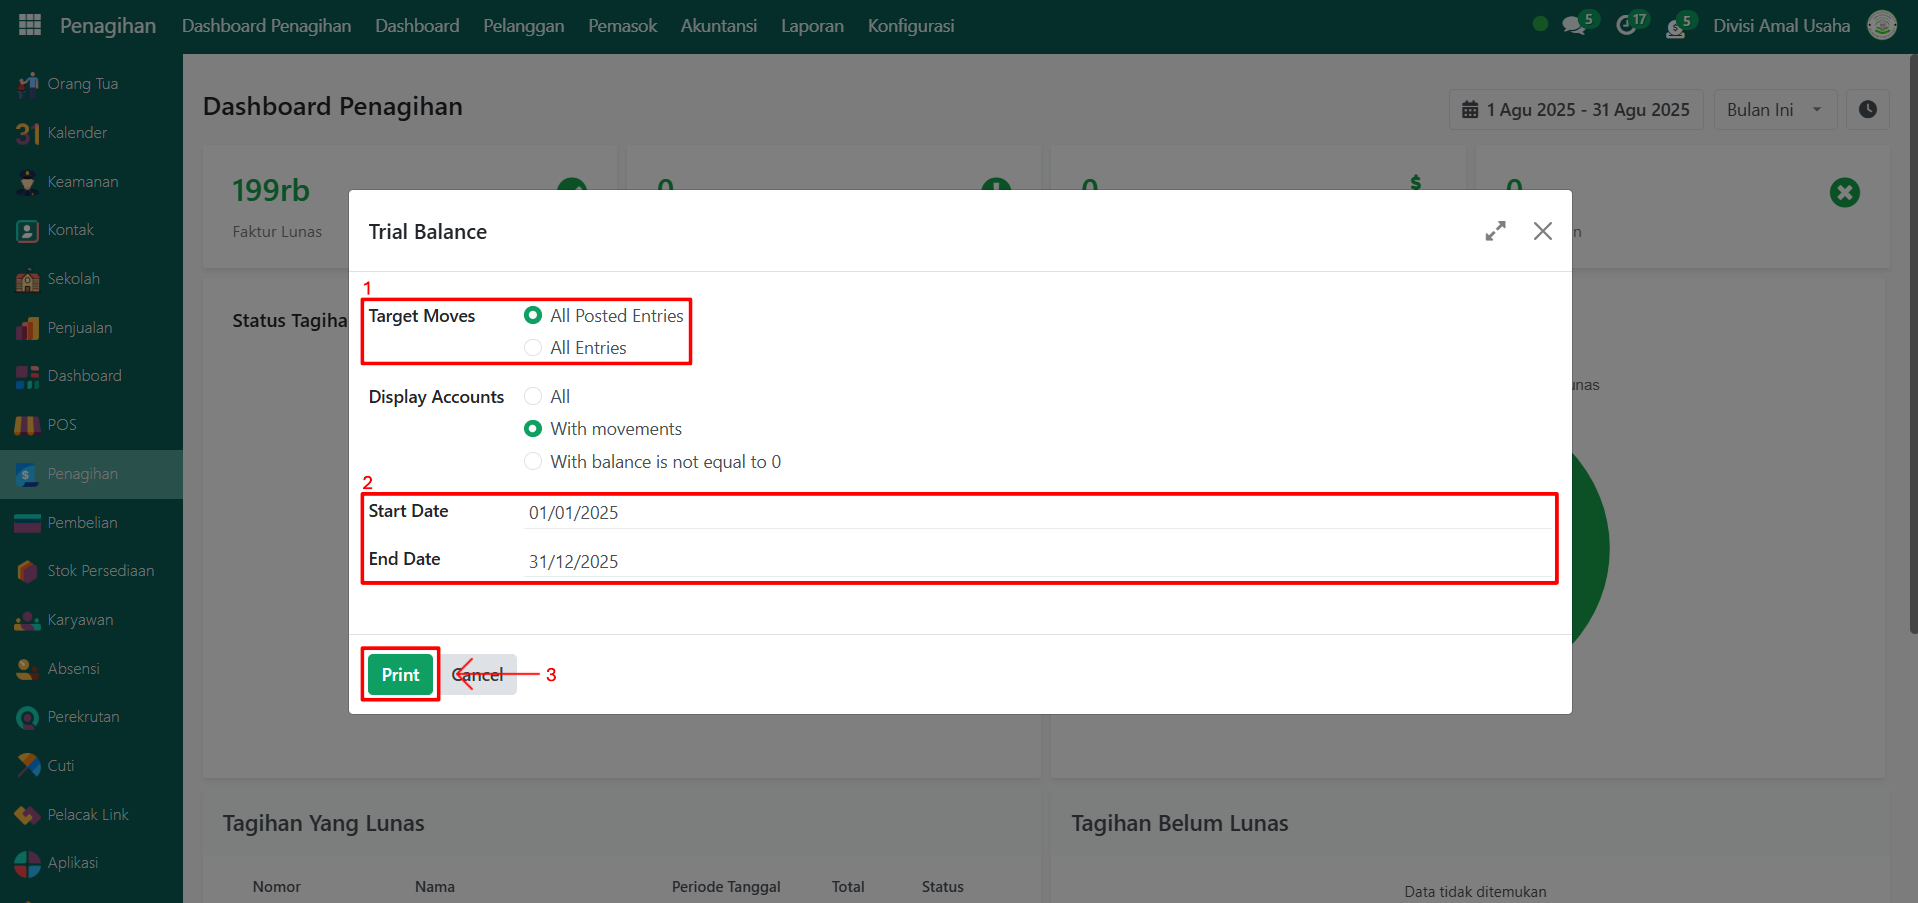 Penagihan Dashboard Penagihan Dashboard Pelanggan Pemasok Akuntansi Laporan Konfigurasi 5 17 5 Divisi Amal Usaha
Orang Tua
31 Kalender
Keamanan
Kontak
Sekolah
Penjualan
Dashboard
POS
Penagihan
Pembelian
Stok Persediaan
Karyawan
Absensi
Perekrutan
Cuti
Pelacak Link
Aplikasi
Dashboard Penagihan
1 Agu 2025 - 31 Agu 2025 Bulan Ini
199rb 0 0 $ 0
Faktur Lunas
Status Tagiha
unas
Trial Balance
1
Target Moves All Posted Entries
All Entries
Display Accounts All
With movements
With balance is not equal to 0
2
Start Date 01/01/2025
End Date 31/12/2025
Print Cancel 3
Tagihan Yang Lunas
Nomor Nama Periode Tanggal Total Status
Tagihan Belum Lunas
Data tidak ditemukan